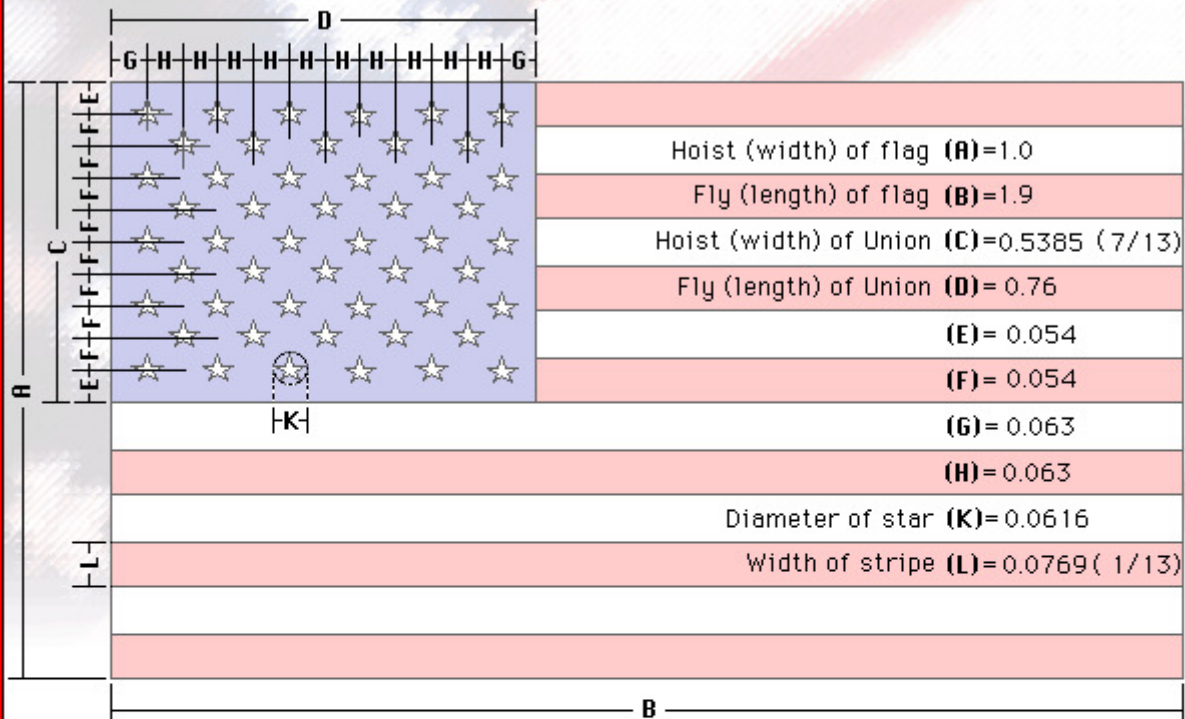 D
G H H H H H H H H H H G
E
F
F
F
F
F
F
F
F
E
C
A
Hoist (width) of flag (A)=1.0
Fly (length) of flag (B)=1.9
Hoist (width) of Union (C)=0.5385 (7/13)
Fly (length) of Union (D)= 0.76
(E)= 0.054
(F)= 0.054
(G)= 0.063
K
(H)= 0.063
Diameter of star (K)=0.0616
L
Width of stripe (L)=0.0769( 1/13)
B